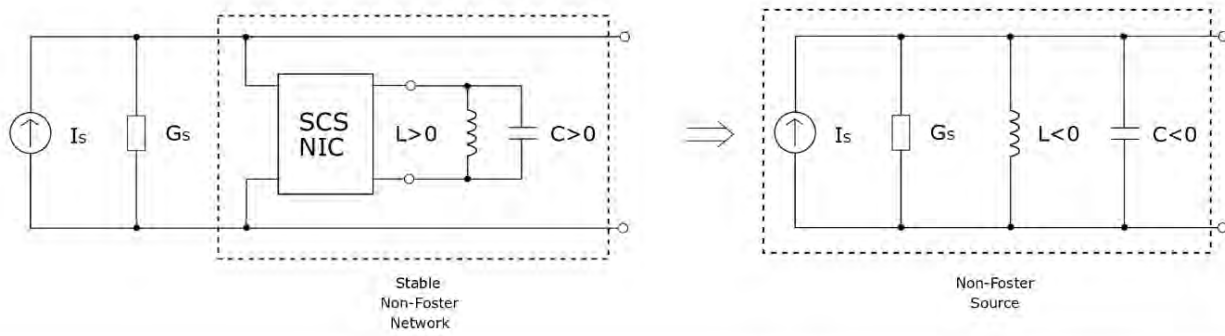 Is
Gs
SCS
NIC
L>0
C>0
Is
Gs
L<0
C<0
Stable
Non-Foster
Network
Non-Foster
Source